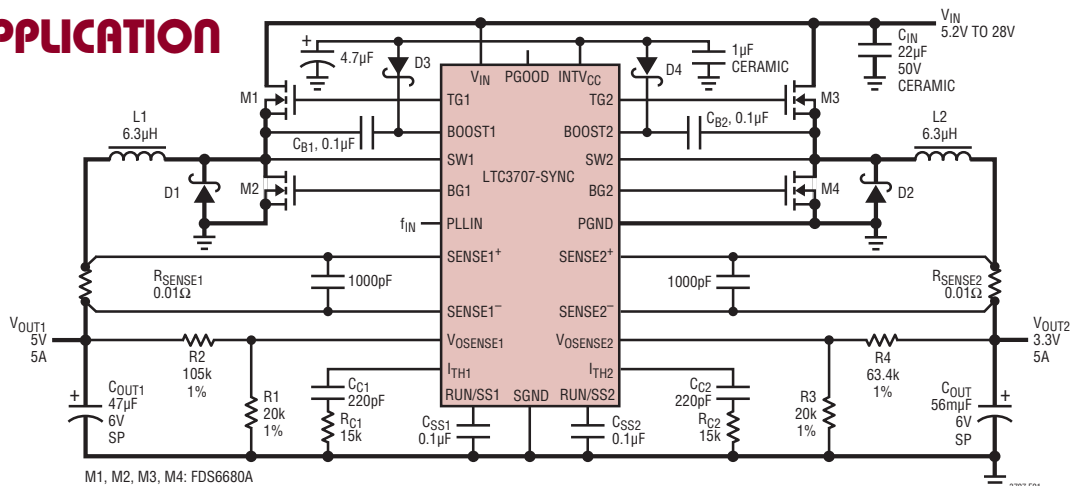 PPLICATION
VIN
5.2V TO 28V
CIN
22µF
50V
CERAMIC
+
4.7µF
D3
D4
1µF
CERAMIC
VIN
PGOOD
INTVCC
M1
TG1
TG2
M3
L1
6.3µH
L2
6.3µH
CB1, 0.1µF
BOOST1
BOOST2
CB2, 0.1µF
SW1
SW2
LTC3707-SYNC
D1
M2
BG1
BG2
M4
D2
fIN
PLLIN
PGND
SENSE1+
SENSE2+
RSENSE1
0.01Ω
1000pF
1000pF
RSENSE2
0.01Ω
SENSE1–
SENSE2–
VOUT1
5V
5A
VOSENSE1
VOSENSE2
VOUT2
3.3V
5A
R2
105k
1%
R4
63.4k
1%
ITH1
ITH2
+
COUT1
47µF
6V
SP
R1
20k
1%
CC1
220pF
RC1
15k
RUN/SS1
SGND
RUN/SS2
CSS1
0.1µF
CSS2
0.1µF
CC2
220pF
RC2
15k
R3
20k
1%
COUT
56mµF
6V
SP
+
M1, M2, M3, M4: FDS6680A